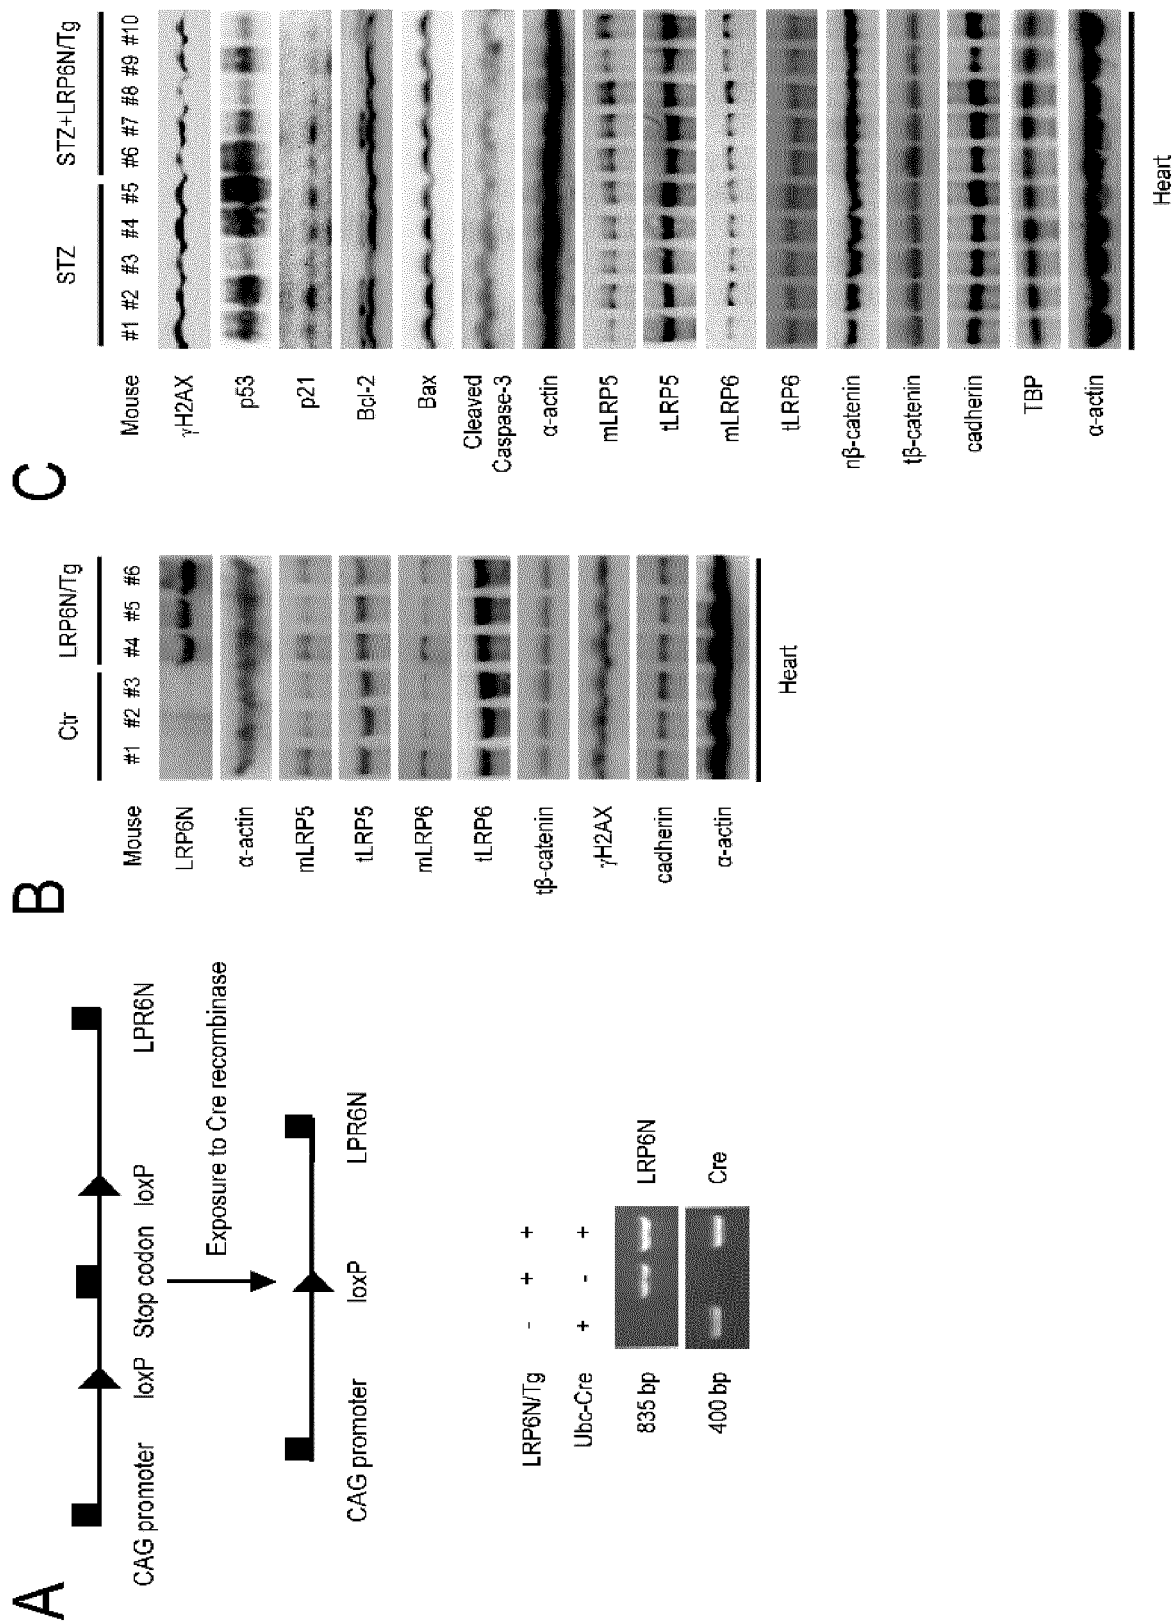 A
CAG promoter loxP Stop codon loxP LPR6N
Exposure to Cre recombinase
CAG promoter loxP LPR6N
LRP6N/Tg - + +
Ubc-Cre + - +
835 bp LRP6N
400 bp Cre
B
Ctr LRP6N/Tg
Mouse #1 #2 #3 #4 #5 #6
LRP6N
α-actin
mLRP5
tLRP5
mLRP6
tLRP6
tβ-catenin
γH2AX
cadherin
α-actin
Heart
C
STZ STZ+LRP6N/Tg
Mouse #1 #2 #3 #4 #5 #6 #7 #8 #9 #10
γH2AX
p53
p21
Bcl-2
Bax
Cleaved
Caspase-3
α-actin
mLRP5
tLRP5
mLRP6
tLRP6
nβ-catenin
tβ-catenin
cadherin
TBP
α-actin
Heart